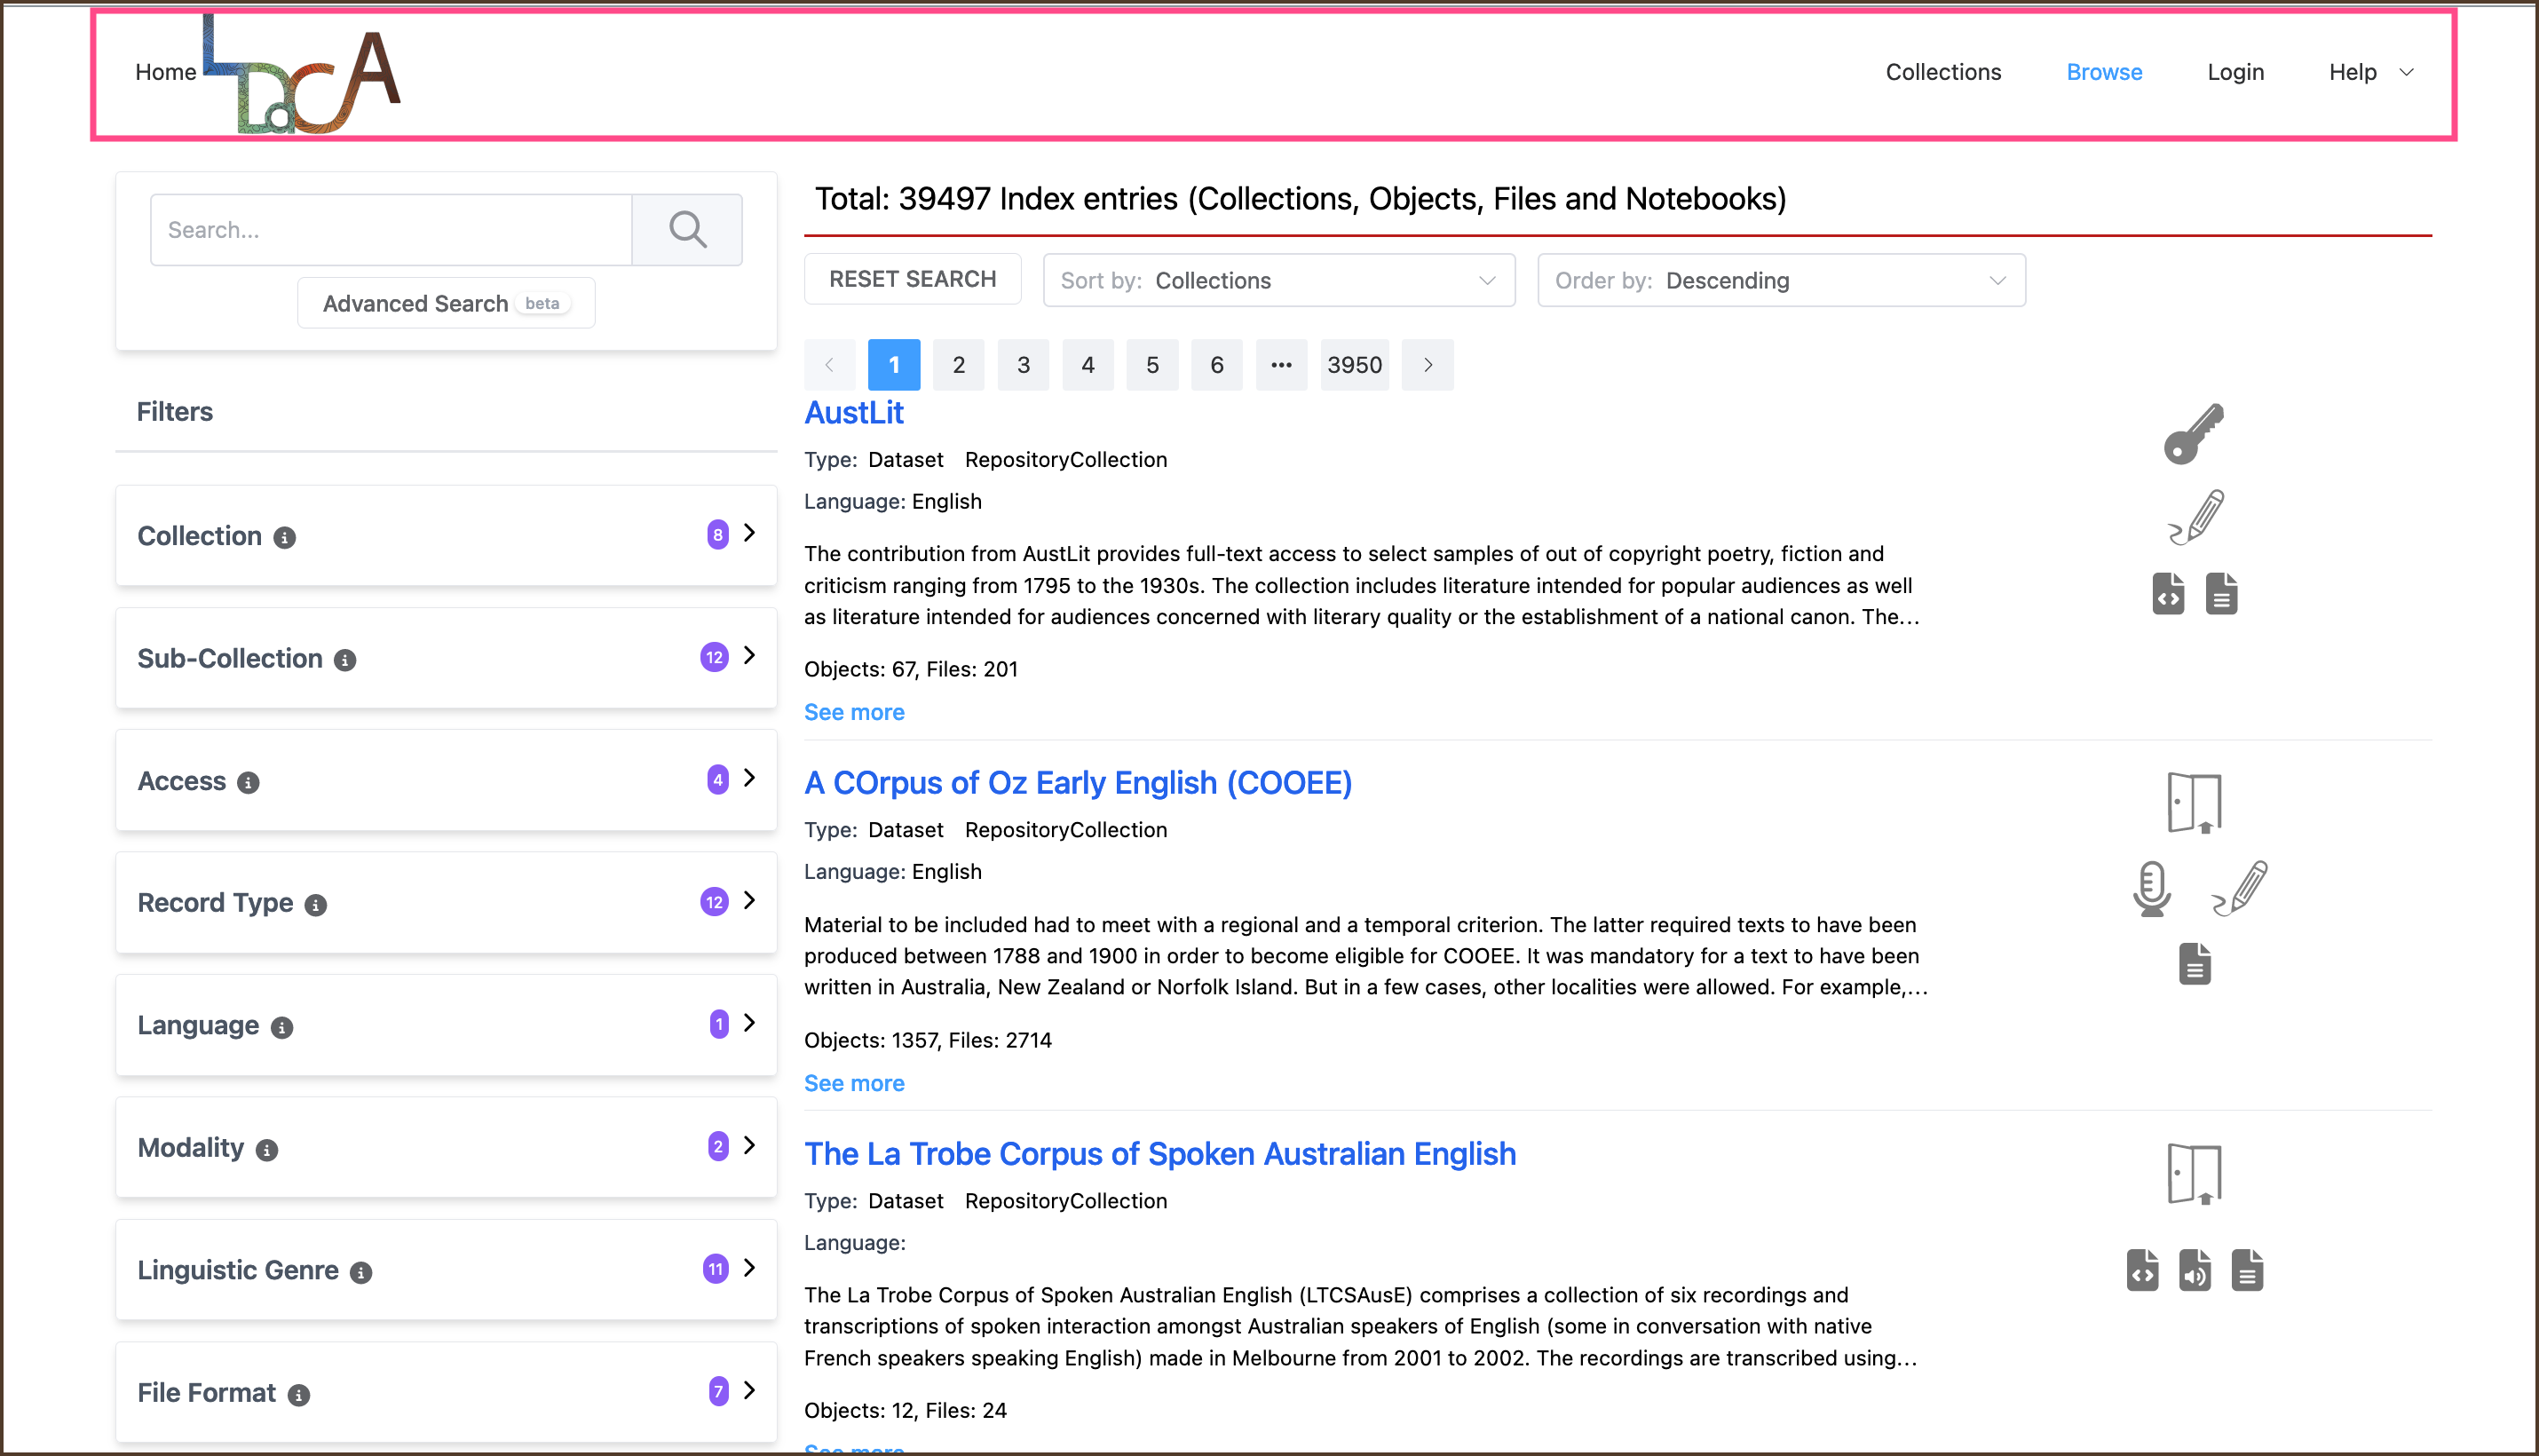 Home LDaCA
Collections Browse Login Help
Search...
Advanced Search beta
Filters
Collection 8
Sub-Collection 12
Access 4
Record Type 12
Language 1
Modality 2
Linguistic Genre 11
File Format 7
Total: 39497 Index entries (Collections, Objects, Files and Notebooks)
RESET SEARCH Sort by: Collections Order by: Descending
1 2 3 4 5 6 ••• 3950
AustLit
Type: Dataset RepositoryCollection
Language: English
The contribution from AustLit provides full-text access to select samples of out of copyright poetry, fiction and
criticism ranging from 1795 to the 1930s. The collection includes literature intended for popular audiences as well
as literature intended for audiences concerned with literary quality or the establishment of a national canon. The...
Objects: 67, Files: 201
See more
A COrpus of Oz Early English (COOEE)
Type: Dataset RepositoryCollection
Language: English
Material to be included had to meet with a regional and a temporal criterion. The latter required texts to have been
produced between 1788 and 1900 in order to become eligible for COOEE. It was mandatory for a text to have been
written in Australia, New Zealand or Norfolk Island. But in a few cases, other localities were allowed. For example,...
Objects: 1357, Files: 2714
See more
The La Trobe Corpus of Spoken Australian English
Type: Dataset RepositoryCollection
Language:
The La Trobe Corpus of Spoken Australian English (LTCSAusE) comprises a collection of six recordings and
transcriptions of spoken interaction amongst Australian speakers of English (some in conversation with native
French speakers speaking English) made in Melbourne from 2001 to 2002. The recordings are transcribed using...
Objects: 12, Files: 24
See more